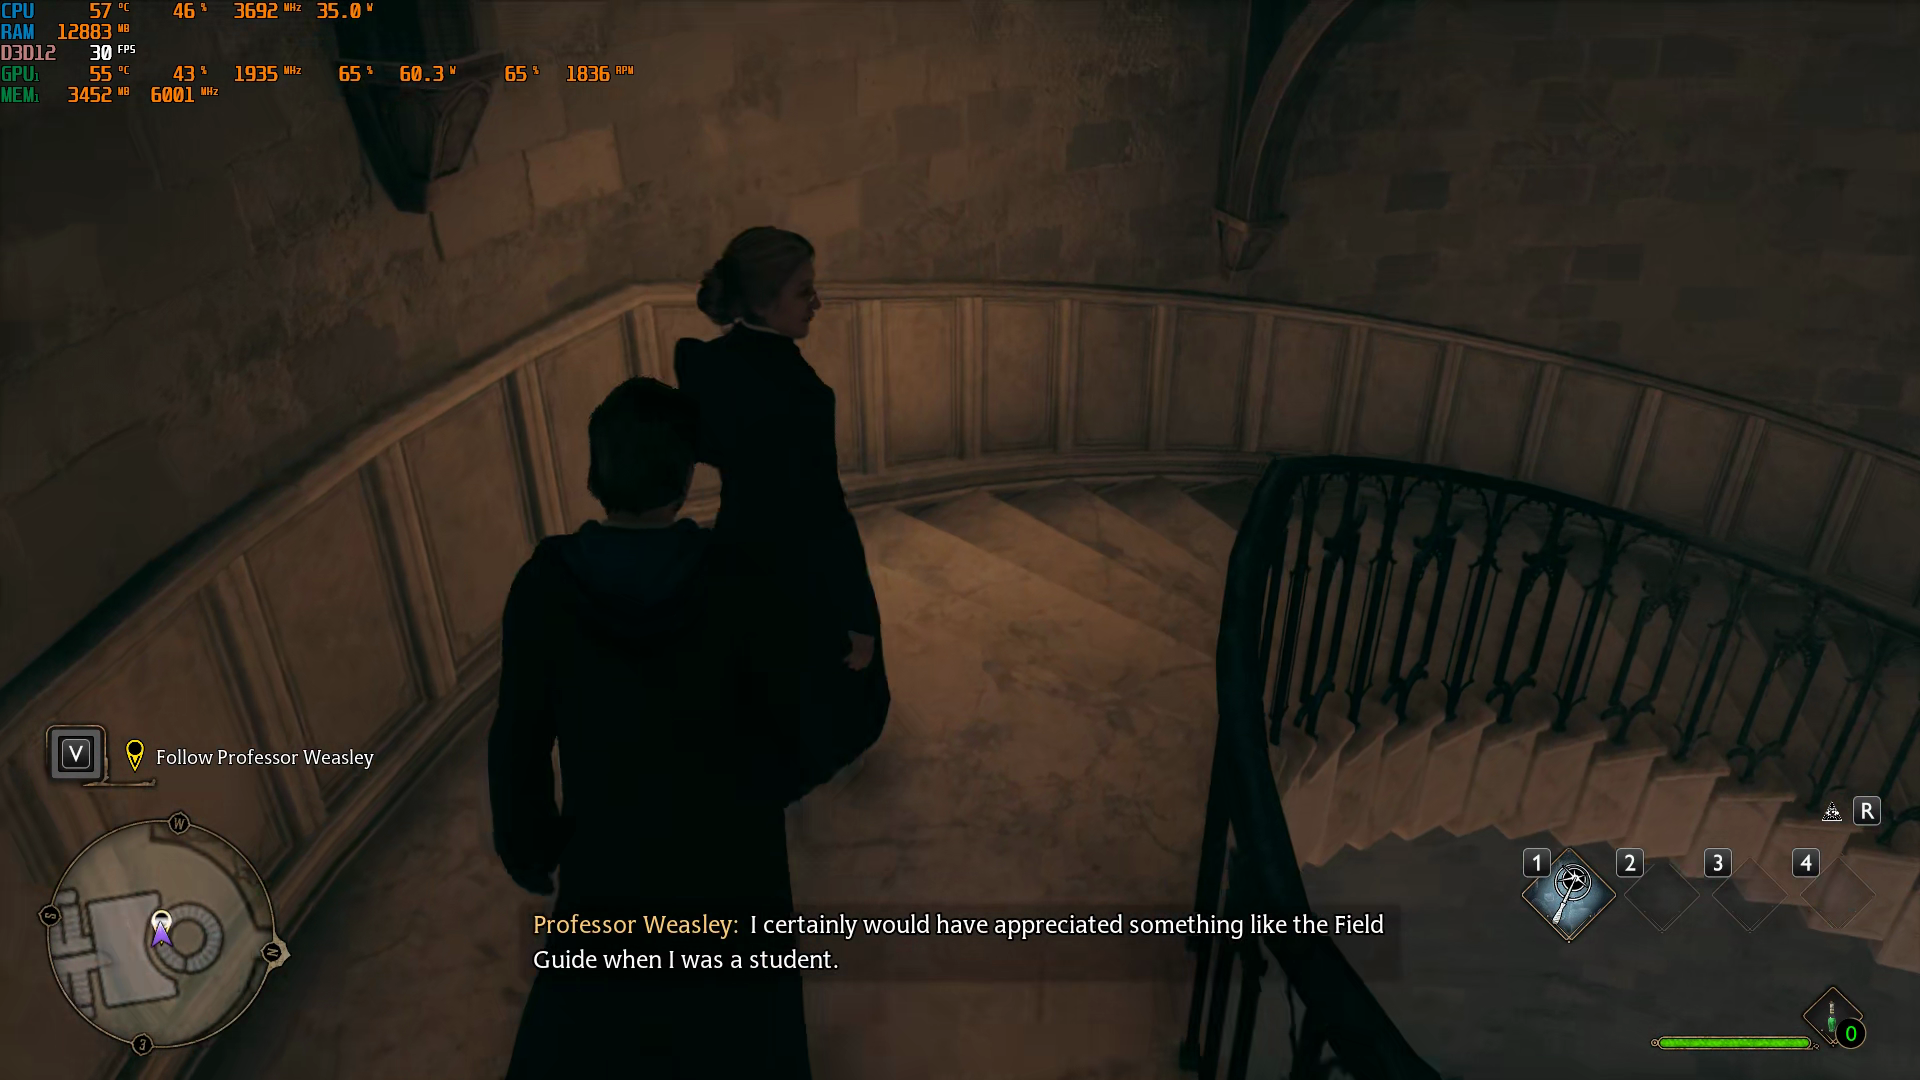 CPU 57 °C 46 % 3692 MHz 35.0 W
RAM 12883 MB
D3D12 30 FPS
GPU1 55 °C 43 % 1935 MHz 65 % 60.3 W 65 % 1836 RPM
MEM1 3452 MB 6001 MHz
V Follow Professor Weasley
W
S
N
R
1 2 3 4
Professor Weasley: I certainly would have appreciated something like the Field
Guide when I was a student.
0